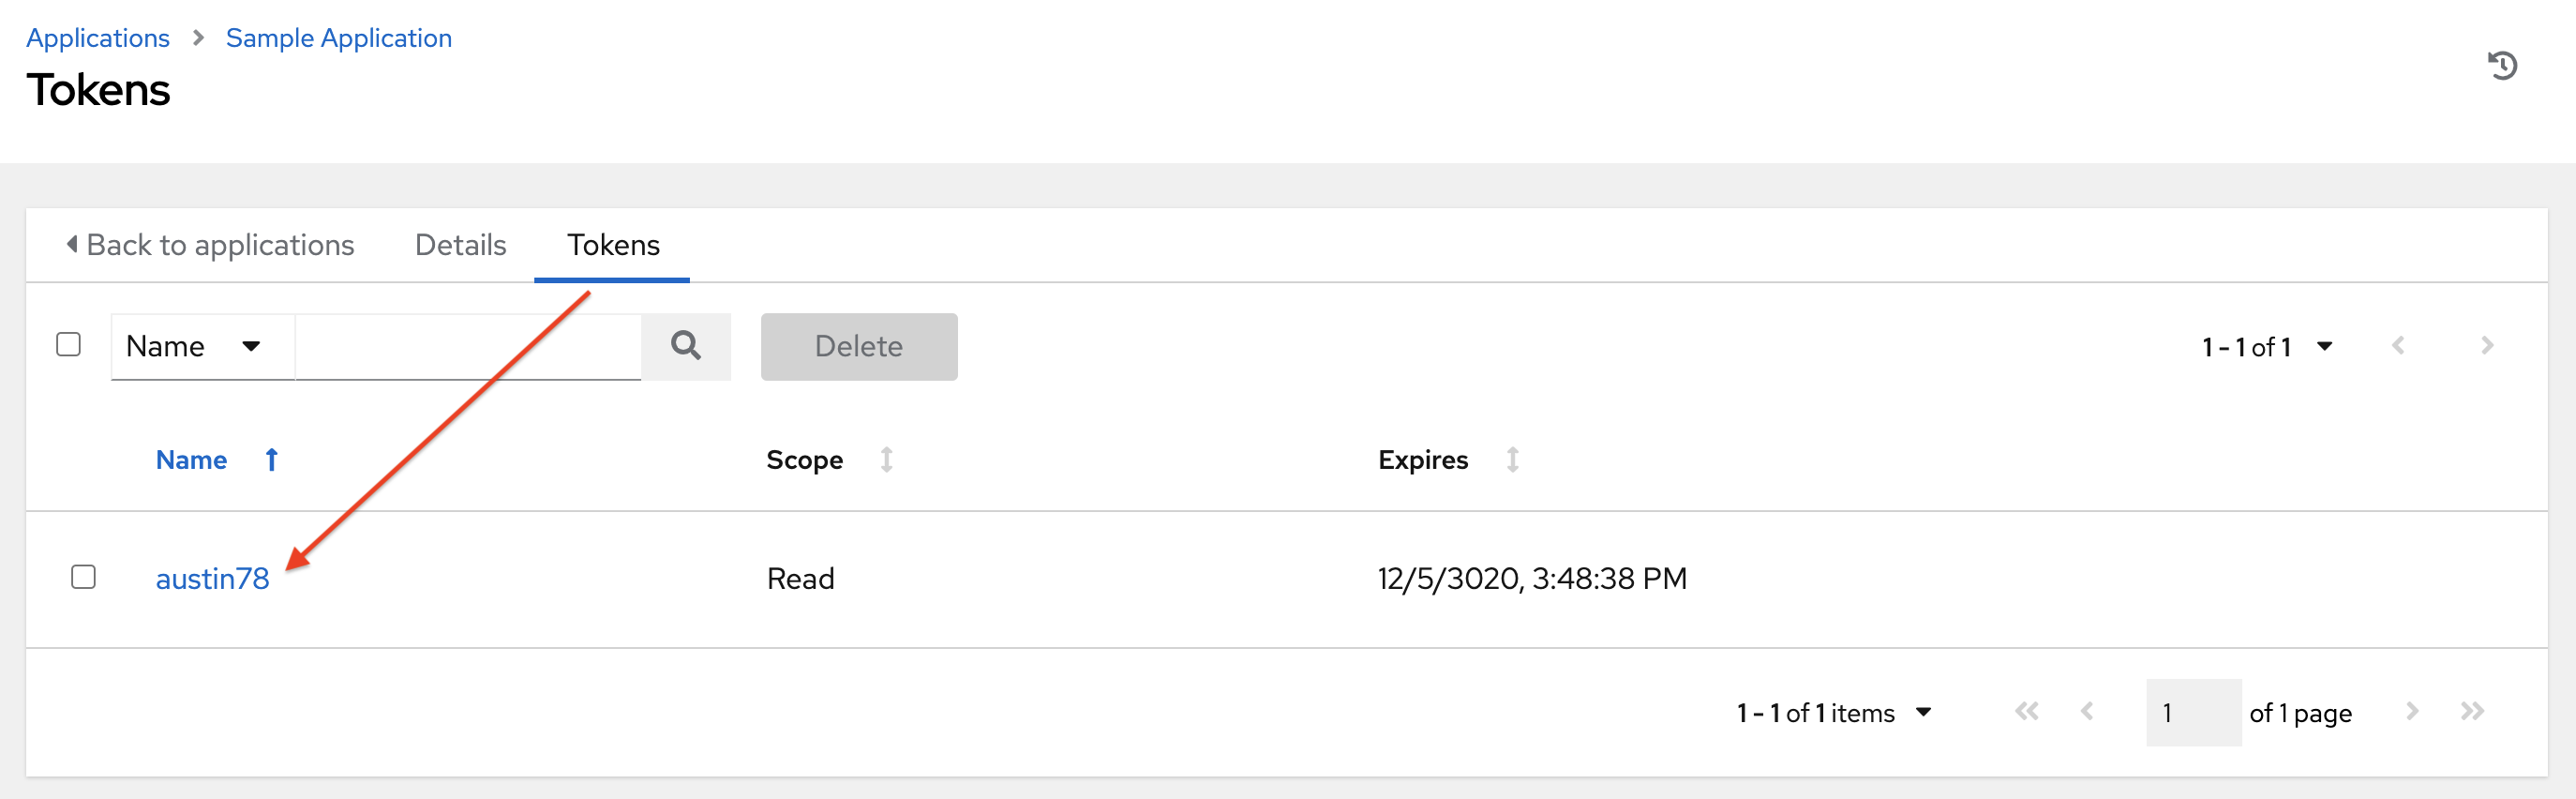 Applications > Sample Application
Tokens
Back to applications Details Tokens
Name Delete 1 - 1 of 1
Name Scope Expires
austin78 Read 12/5/3020, 3:48:38 PM
1 - 1 of 1 items 1 of 1 page